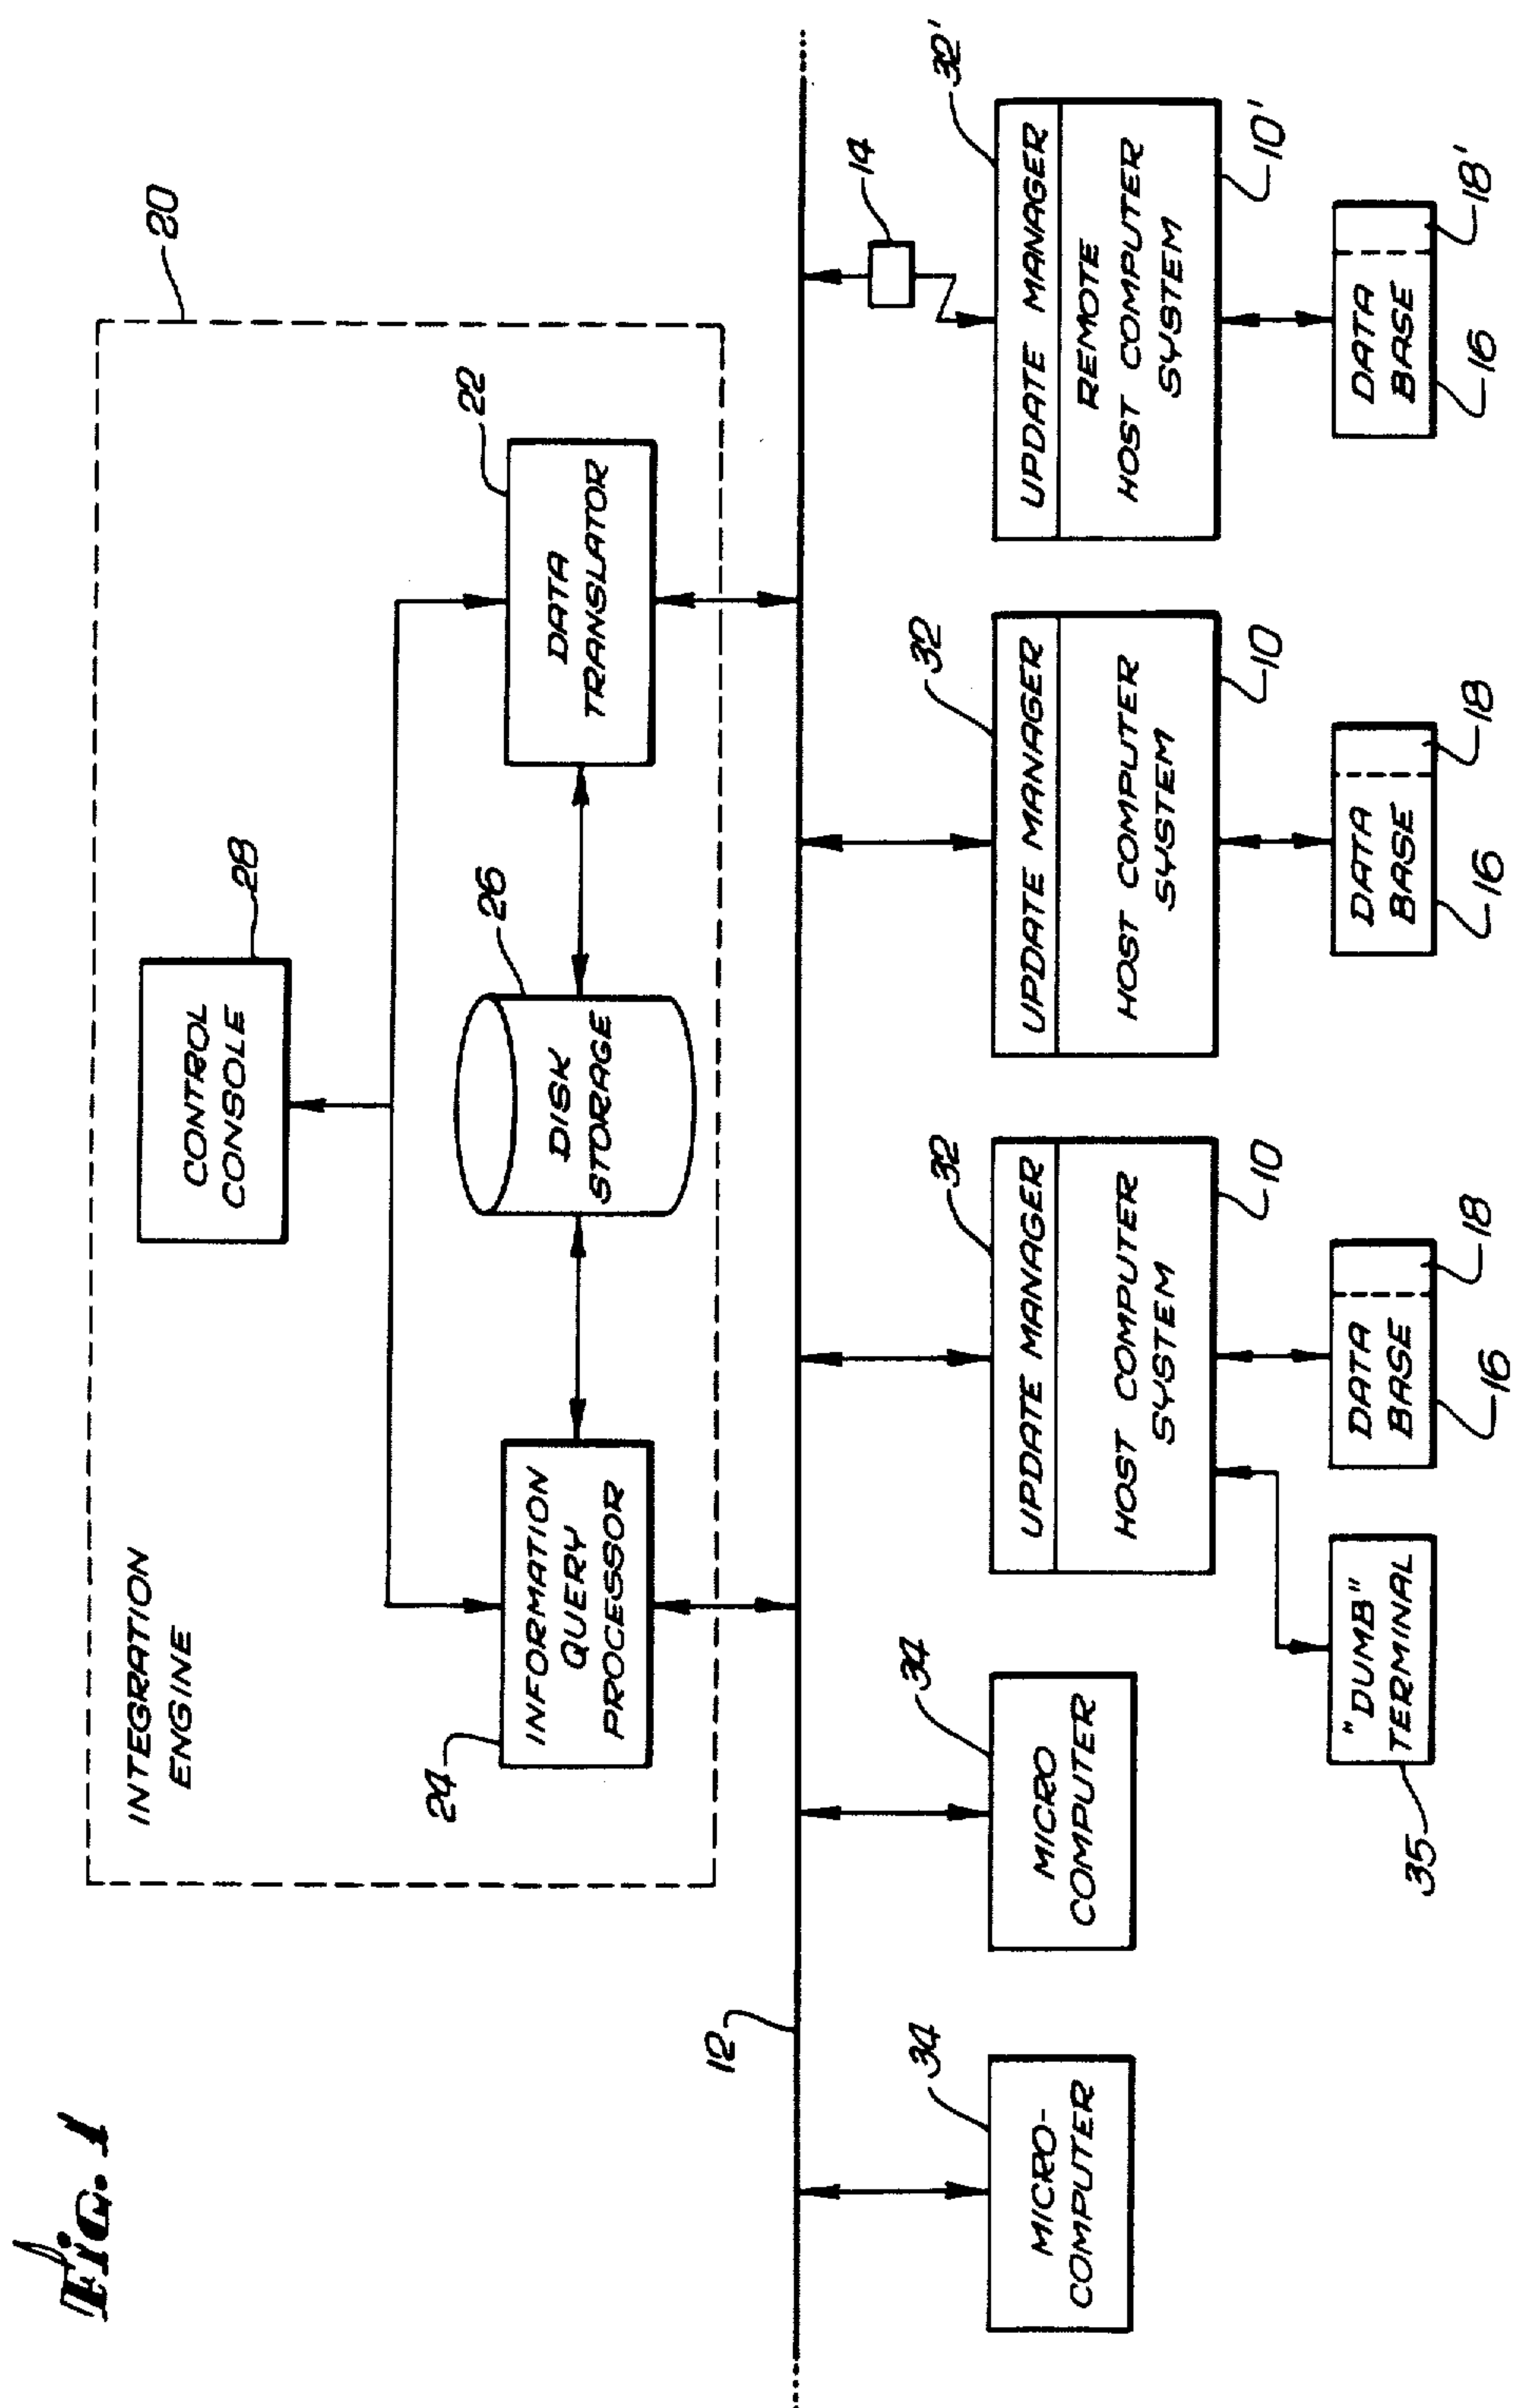 Fig. 1
INTEGRATION
ENGINE
20
CONTROL
CONSOLE
28
INFORMATION
QUERY
PROCESSOR
24
DISK
STORAGE
26
DATA
TRANSLATOR
22
12
14
MICRO-
COMPUTER
34
MICRO
COMPUTER
34
UPDATE MANAGER
HOST COMPUTER
SYSTEM
32
10
UPDATE MANAGER
HOST COMPUTER
SYSTEM
32
10
UPDATE MANAGER
REMOTE
HOST COMPUTER
SYSTEM
32'
10'
"DUMB"
TERMINAL
35
DATA
BASE
16
18
DATA
BASE
16
18
DATA
BASE
16
18'